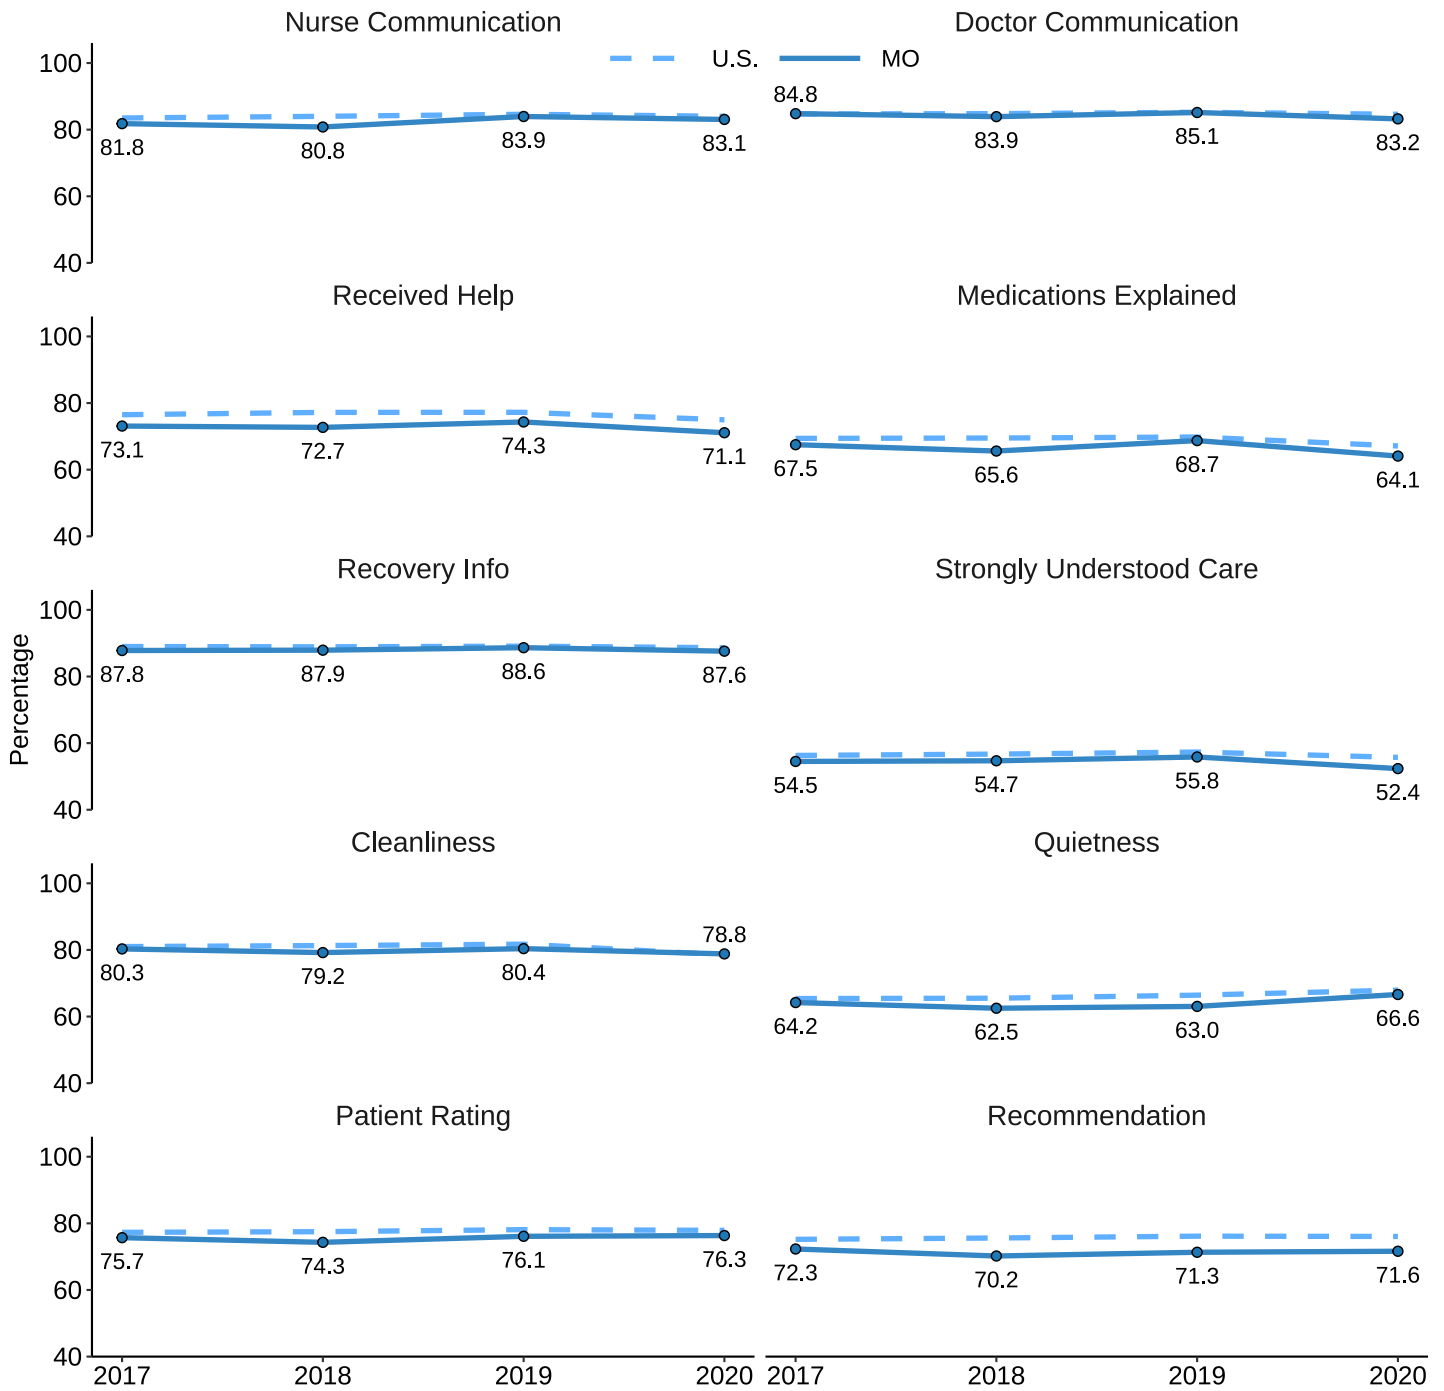 Nurse Communication
Doctor Communication
U.S. MO
100
80
60
40
81.8 80.8 83.9 83.1
84.8 83.9 85.1 83.2
Received Help
Medications Explained
100
80
60
40
73.1 72.7 74.3 71.1
67.5 65.6 68.7 64.1
Recovery Info
Strongly Understood Care
Percentage
100
80
60
40
87.8 87.9 88.6 87.6
54.5 54.7 55.8 52.4
Cleanliness
Quietness
100
80
60
40
80.3 79.2 80.4 78.8
64.2 62.5 63.0 66.6
Patient Rating
Recommendation
100
80
60
40
75.7 74.3 76.1 76.3
72.3 70.2 71.3 71.6
2017 2018 2019 2020 2017 2018 2019 2020